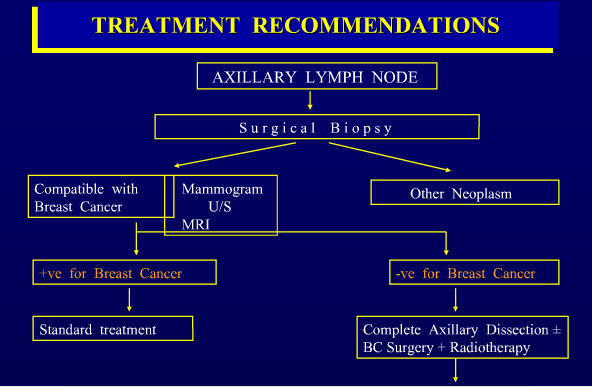 TREATMENT RECOMMENDATIONS
AXILLARY LYMPH NODE
Surgical Biopsy
Compatible with
Breast Cancer
Mammogram
U/S
MRI
Other Neoplasm
+ve for Breast Cancer
-ve for Breast Cancer
Standard treatment
Complete Axillary Dissection ±
BC Surgery + Radiotherapy